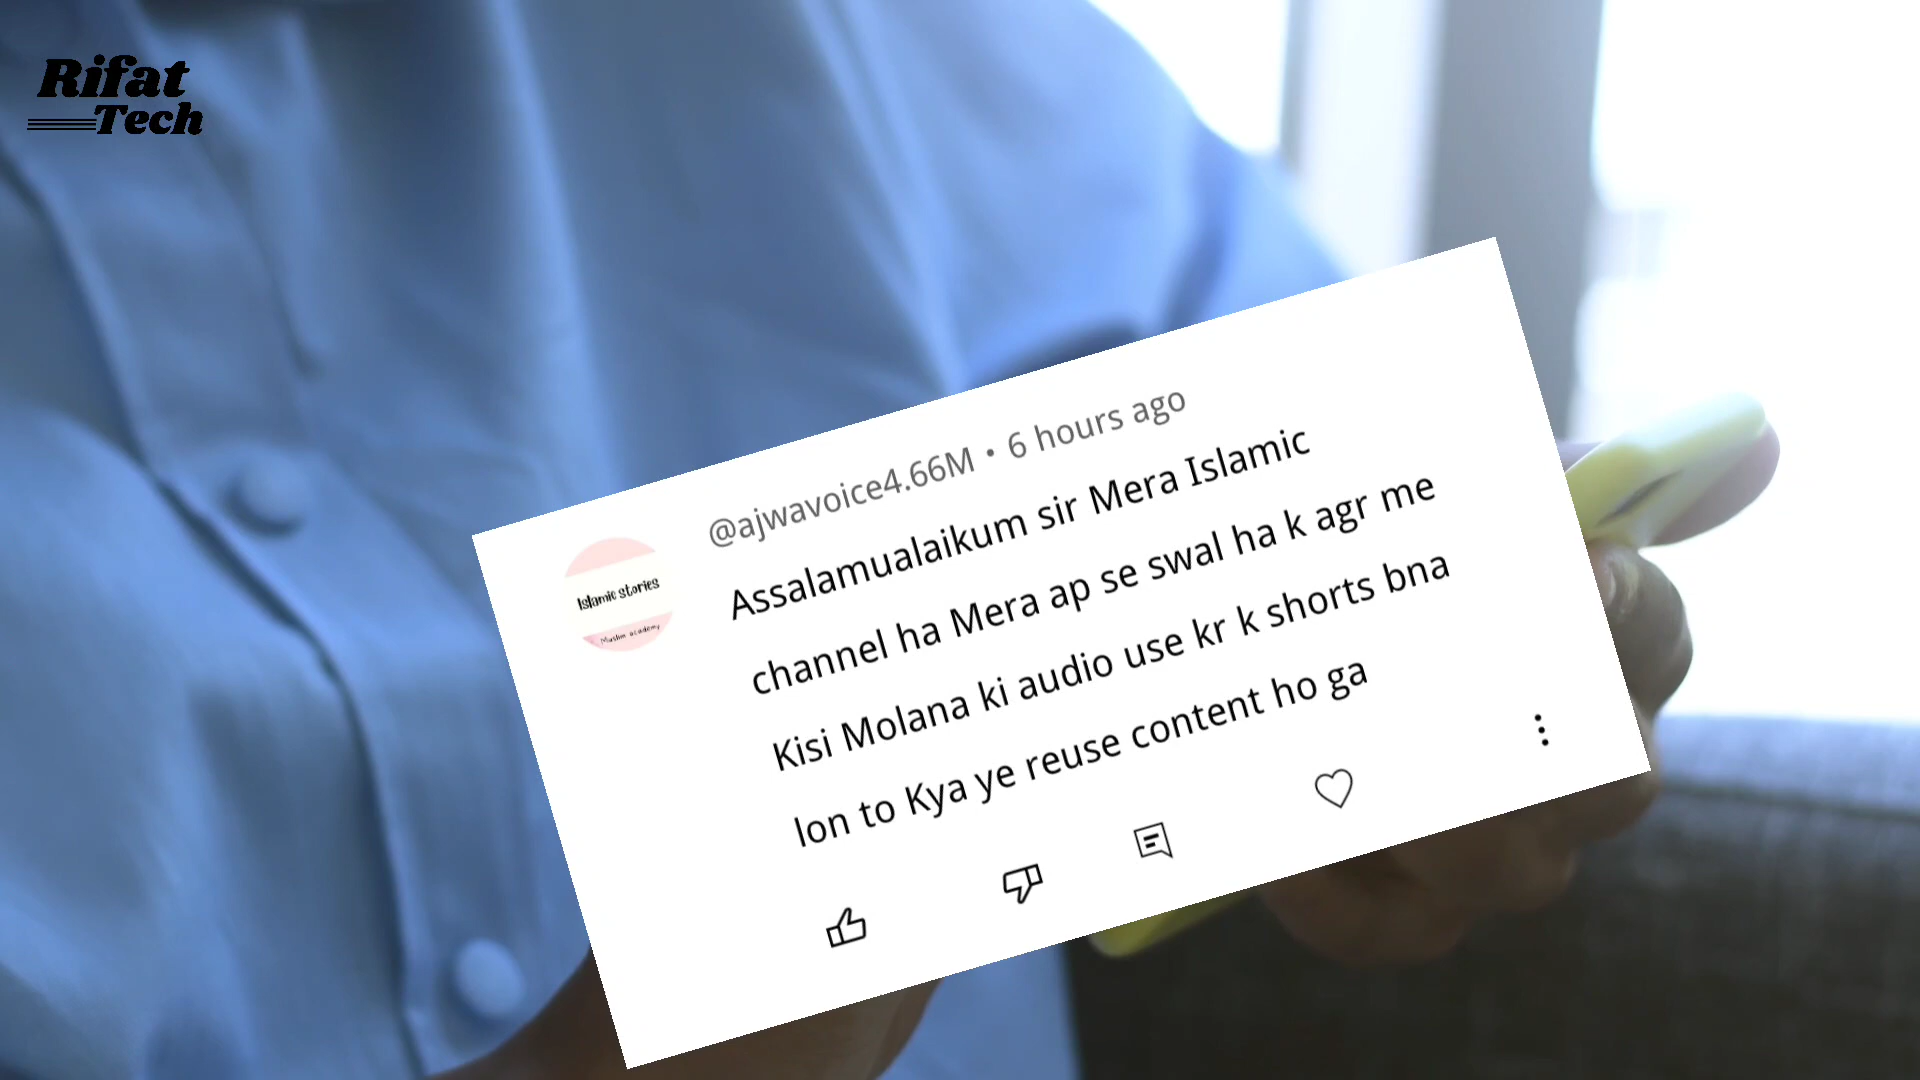 Rifat
Tech
@ajwavoice4.66M • 6 hours ago
Assalamualaikum sir Mera Islamic
channel ha Mera ap se swal ha k agr me
Kisi Molana ki audio use kr k shorts bna
lon to Kya ye reuse content ho ga
Islamic stories
Muslim academy